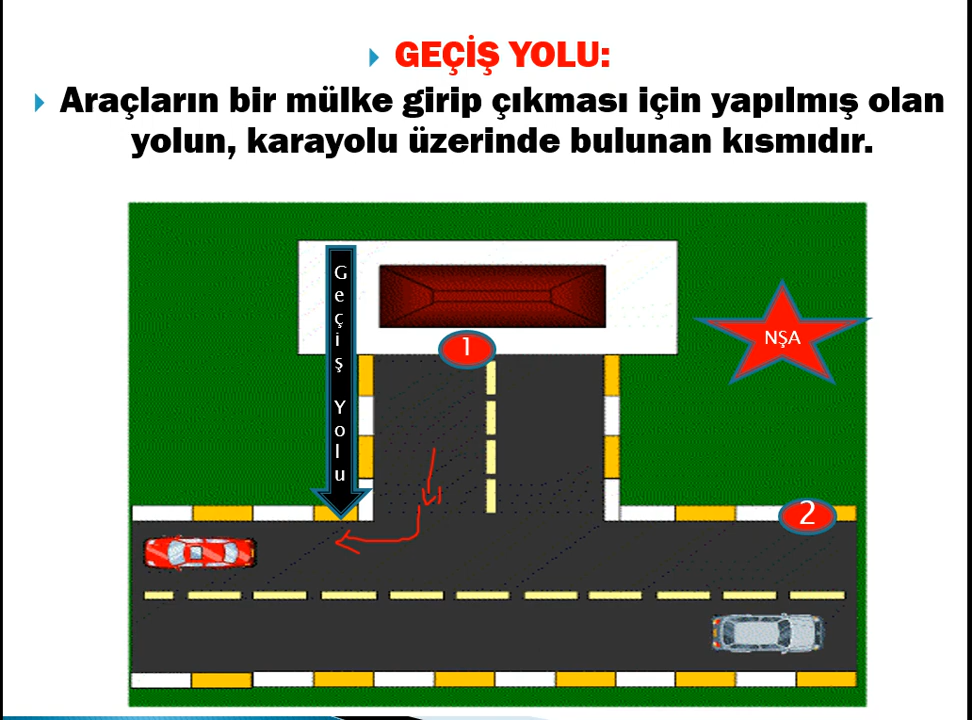 GEÇİŞ YOLU:
Araçların bir mülke girip çıkması için yapılmış olan
yolun, karayolu üzerinde bulunan kısmıdır.
Geçiş Yolu
1
NŞA
2